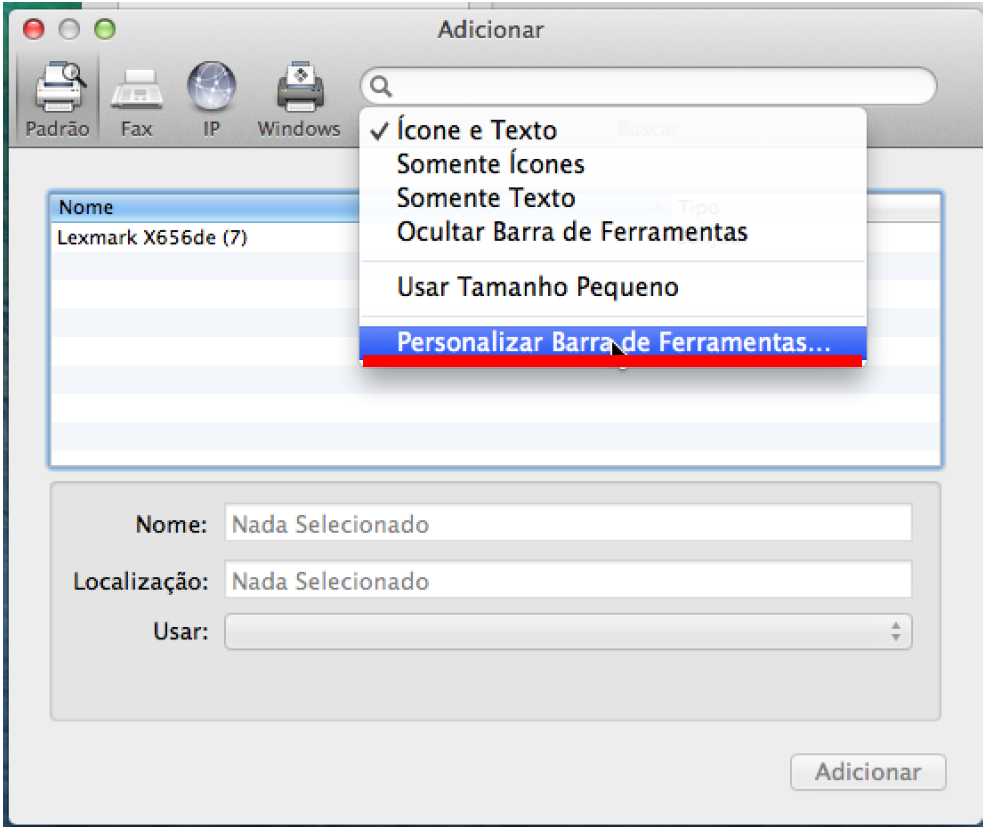 Adicionar
Padrão
Fax
IP
Windows
Buscar
Ícone e Texto
Somente Ícones
Somente Texto
Ocultar Barra de Ferramentas
Usar Tamanho Pequeno
Personalizar Barra de Ferramentas...
Nome
Tipo
Lexmark X656de (7)
Nome: Nada Selecionado
Localização: Nada Selecionado
Usar:
Adicionar